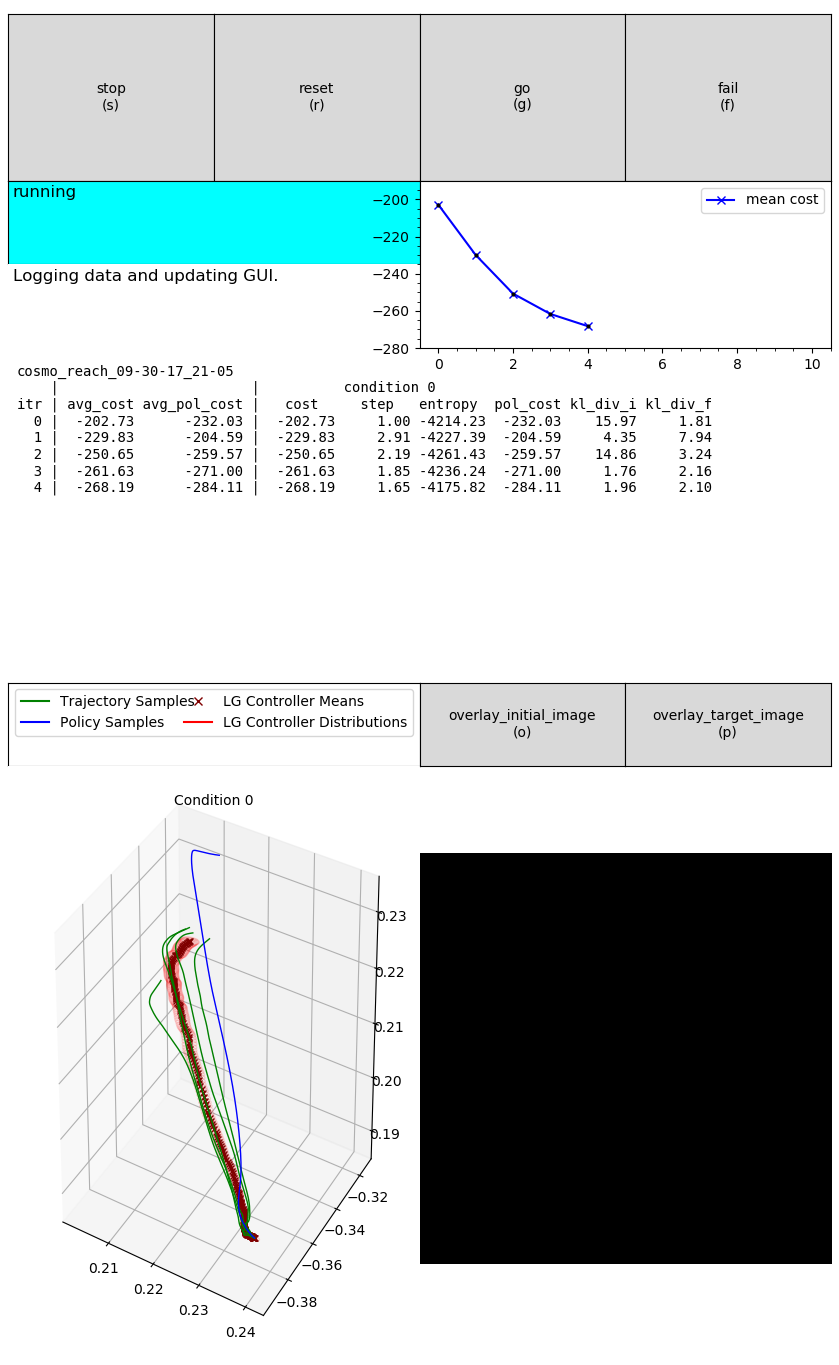 stop
(s)
reset
(r)
go
(g)
fail
(f)
running
Logging data and updating GUI.
mean cost
−200
−220
−240
−260
−280
0 2 4 6 8 10
cosmo_reach_09-30-17_21-05
    |                       |          condition 0
itr | avg_cost avg_pol_cost |   cost     step   entropy  pol_cost kl_div_i kl_div_f
  0 |  -202.73      -232.03 |  -202.73     1.00 -4214.23  -232.03    15.97     1.81
  1 |  -229.83      -204.59 |  -229.83     2.91 -4227.39  -204.59     4.35     7.94
  2 |  -250.65      -259.57 |  -250.65     2.19 -4261.43  -259.57    14.86     3.24
  3 |  -261.63      -271.00 |  -261.63     1.85 -4236.24  -271.00     1.76     2.16
  4 |  -268.19      -284.11 |  -268.19     1.65 -4175.82  -284.11     1.96     2.10
Trajectory Samples
Policy Samples
LG Controller Means
LG Controller Distributions
overlay_initial_image
(o)
overlay_target_image
(p)
Condition 0
0.23
0.22
0.21
0.20
0.19
−0.32
−0.34
−0.36
−0.38
0.21
0.22
0.23
0.24